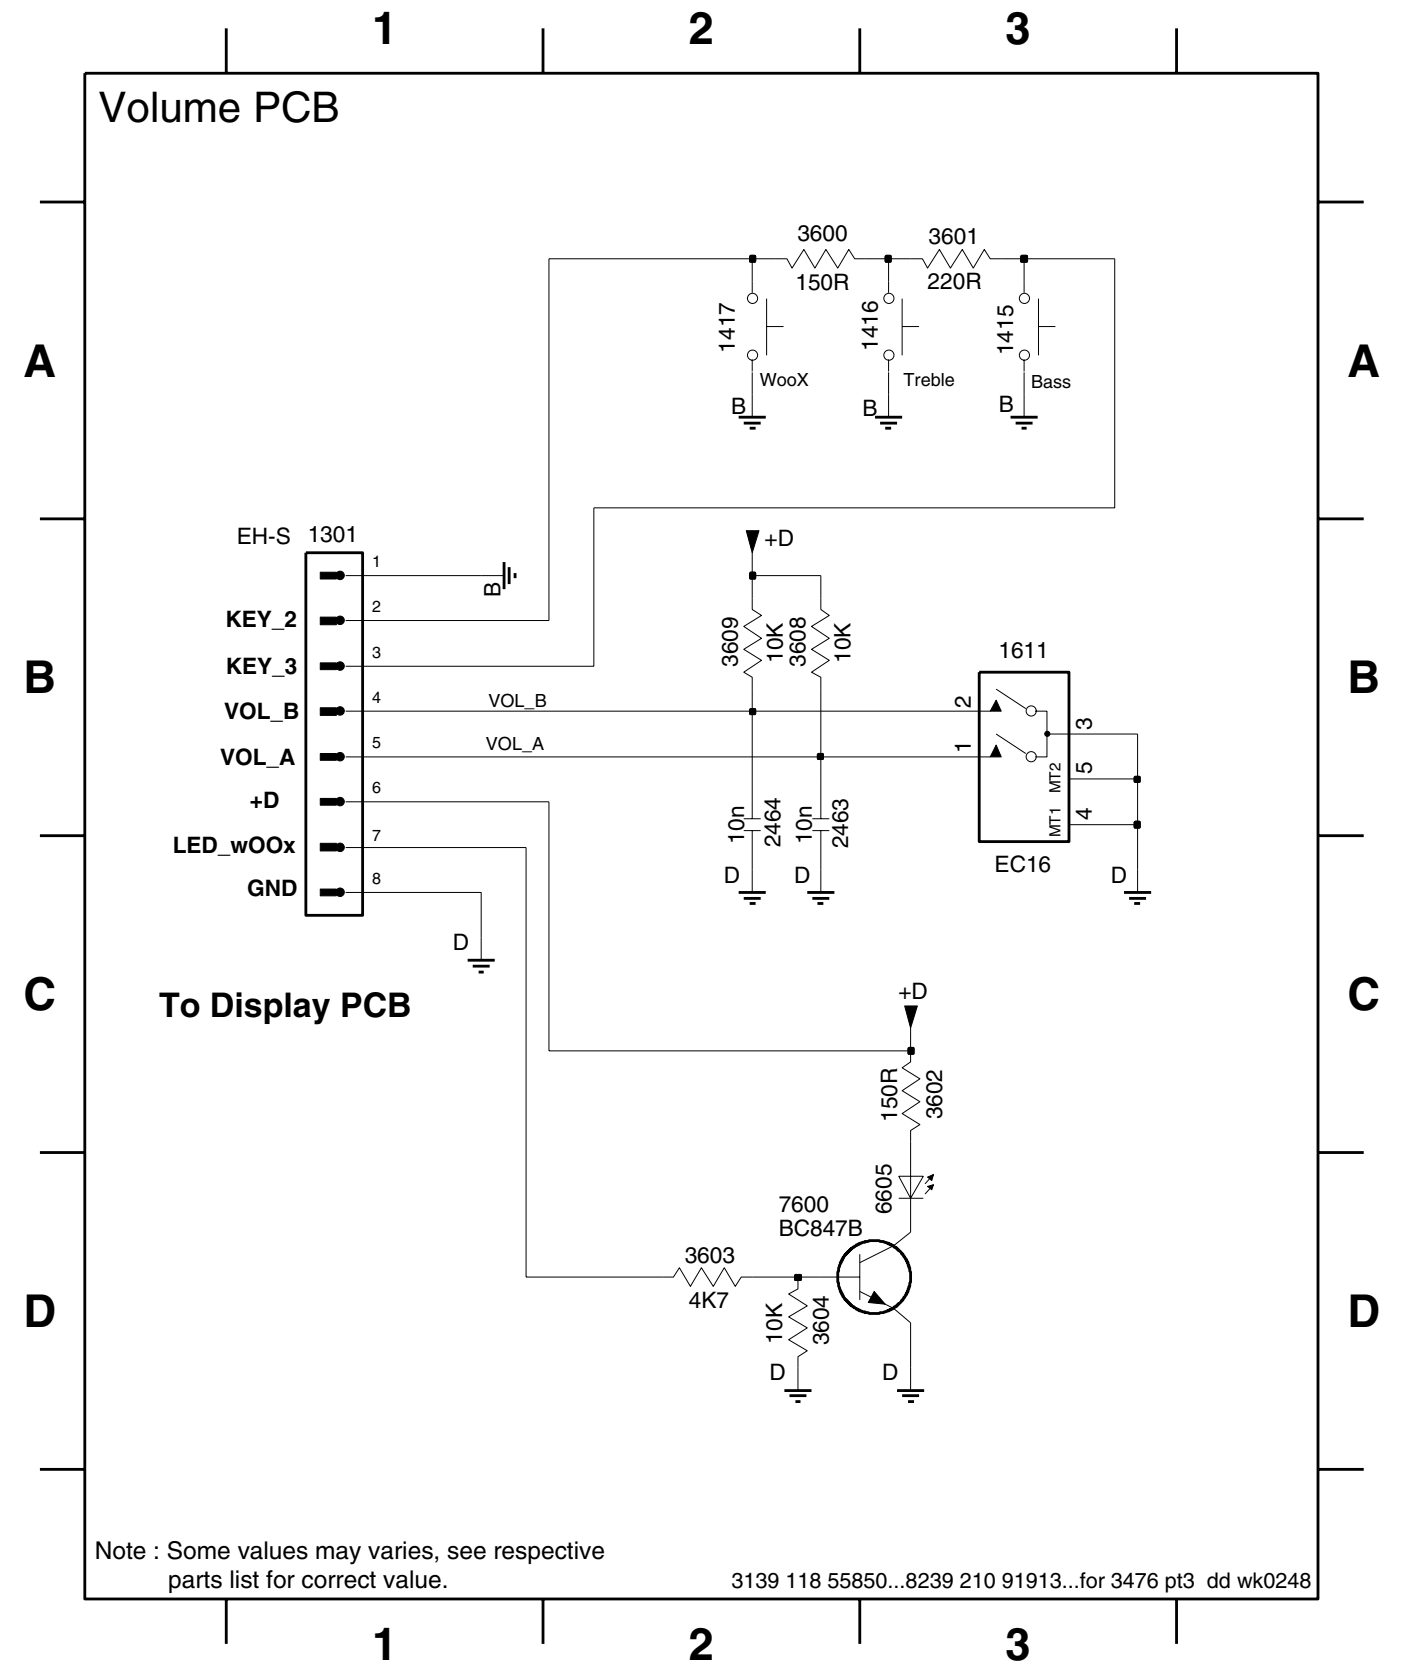 1 2 3
Volume PCB
3600 3601
150R 220R
1417 1416 1415
A A
WooX Treble Bass
B B B
EH-S 1301
+D
1
B
2
KEY_2
3609 10K 3608 10K
3
KEY_3
1611
B B
4
VOL_B VOL_B 2
3
5
VOL_A VOL_A 1
MT2 5
6
+D
10n 2464 10n 2463
MT1 4
7
LED_wOOx
EC16
8
GND
D D D
D
C C
+D
To Display PCB
150R 3602
6605
7600
BC847B
3603
4K7
10K 3604
D D
D D
Note : Some values may varies, see respective
parts list for correct value.
3139 118 55850...8239 210 91913...for 3476 pt3 dd wk0248
1 2 3